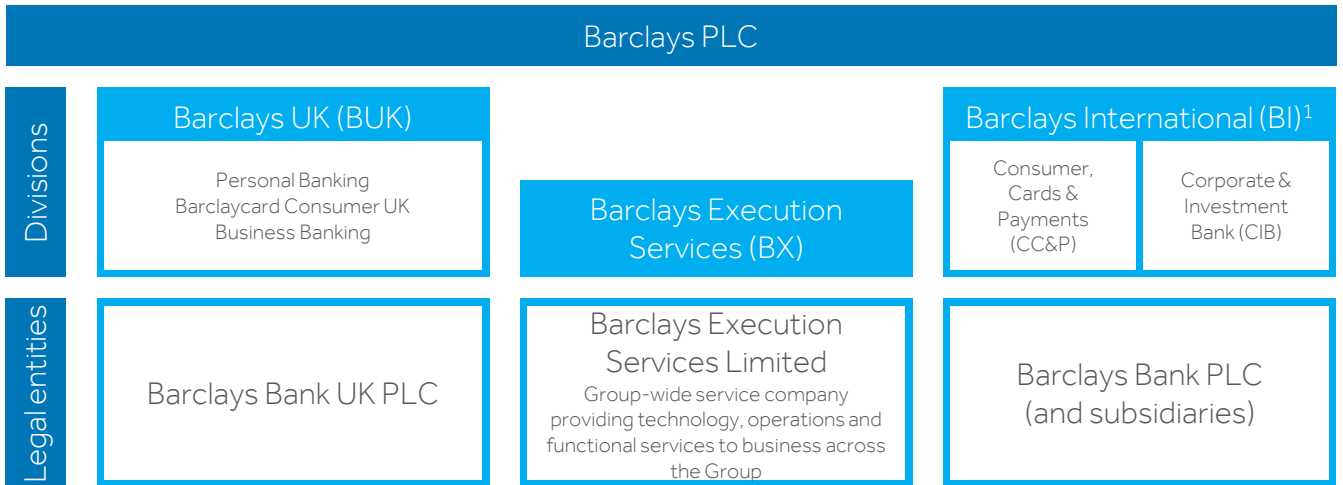 Barclays PLC
Divisions
Barclays UK (BUK)
Personal Banking
Barclaycard Consumer UK
Business Banking
Barclays Execution
Services (BX)
Barclays International (BI)¹
Consumer,
Cards &
Payments
(CC&P)
Corporate &
Investment
Bank (CIB)
Legal entities
Barclays Bank UK PLC
Barclays Execution
Services Limited
Group-wide service company
providing technology, operations and
functional services to business across
the Group
Barclays Bank PLC
(and subsidiaries)